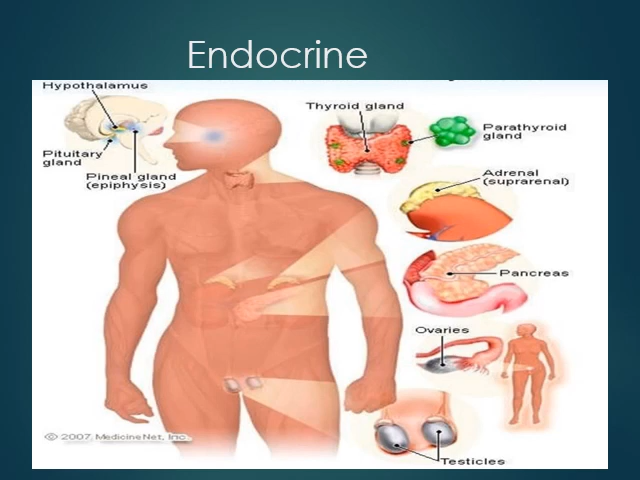 Endocrine
Hypothalamus
Pituitary
gland
Pineal gland
(epiphysis)
Thyroid gland
Parathyroid
gland
Adrenal
(suprarenal)
Pancreas
Ovaries
Testicles
© 2007, MedicineNet, Inc.